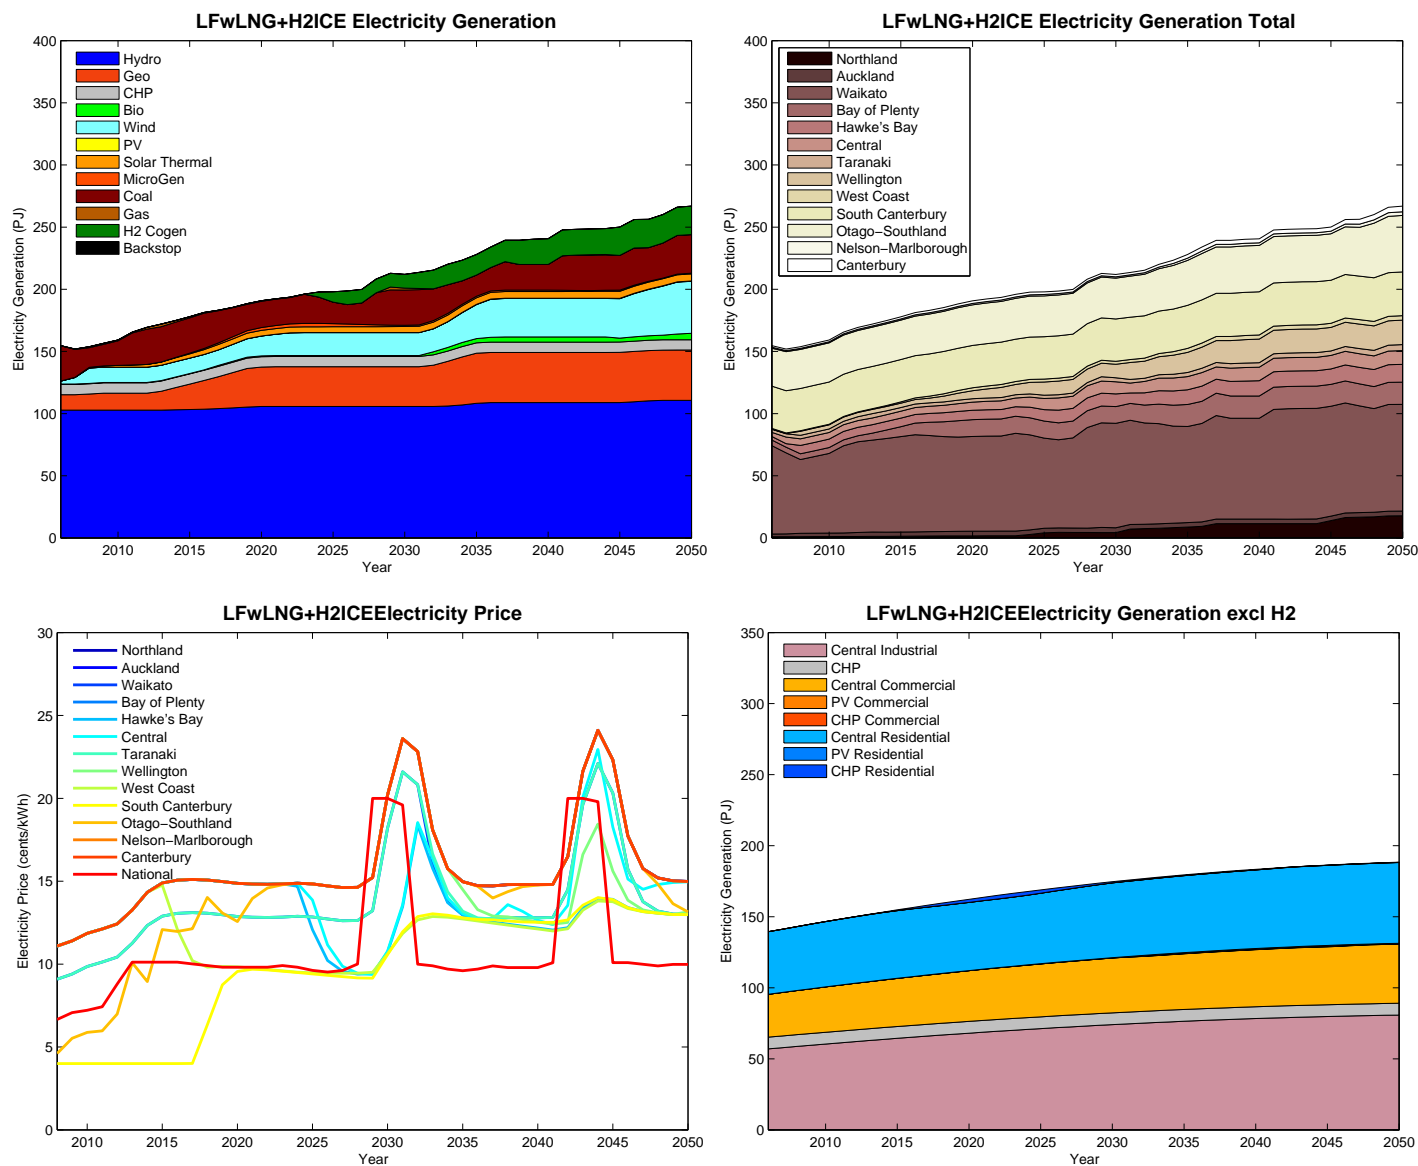 LFwLNG+H2ICE Electricity Generation
400
350
300
250
200
150
100
50
0
Electricity Generation (PJ)
Hydro
Geo
CHP
Bio
Wind
PV
Solar Thermal
MicroGen
Coal
Gas
H2 Cogen
Backstop
2010 2015 2020 2025 2030 2035 2040 2045 2050
Year
LFwLNG+H2ICE Electricity Generation Total
400
350
300
250
200
150
100
50
0
Electricity Generation (PJ)
Northland
Auckland
Waikato
Bay of Plenty
Hawke's Bay
Central
Taranaki
Wellington
West Coast
South Canterbury
Otago−Southland
Nelson−Marlborough
Canterbury
2010 2015 2020 2025 2030 2035 2040 2045 2050
Year
LFwLNG+H2ICEElectricity Price
30
25
20
15
10
5
0
Electricity Price (cents/kWh)
Northland
Auckland
Waikato
Bay of Plenty
Hawke's Bay
Central
Taranaki
Wellington
West Coast
South Canterbury
Otago−Southland
Nelson−Marlborough
Canterbury
National
2010 2015 2020 2025 2030 2035 2040 2045 2050
Year
LFwLNG+H2ICEElectricity Generation excl H2
350
300
250
200
150
100
50
0
Electricity Generation (PJ)
Central Industrial
CHP
Central Commercial
PV Commercial
CHP Commercial
Central Residential
PV Residential
CHP Residential
2010 2015 2020 2025 2030 2035 2040 2045 2050
Year